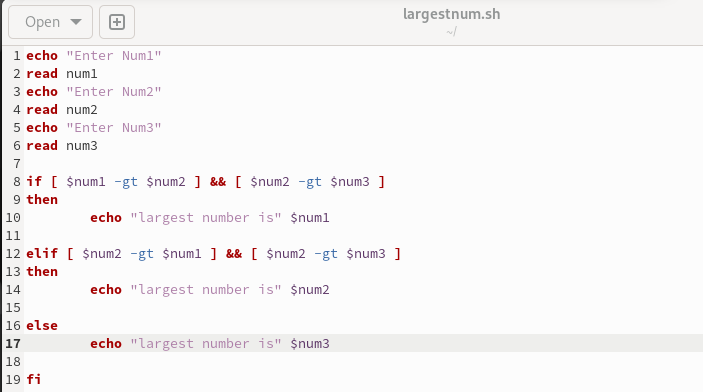 Open
largestnum.sh
~/
1 echo "Enter Num1"
2 read num1
3 echo "Enter Num2"
4 read num2
5 echo "Enter Num3"
6 read num3
7
8 if [ $num1 -gt $num2 ] && [ $num2 -gt $num3 ]
9 then
10         echo "largest number is" $num1
11
12 elif [ $num2 -gt $num1 ] && [ $num2 -gt $num3 ]
13 then
14         echo "largest number is" $num2
15
16 else
17         echo "largest number is" $num3
18
19 fi